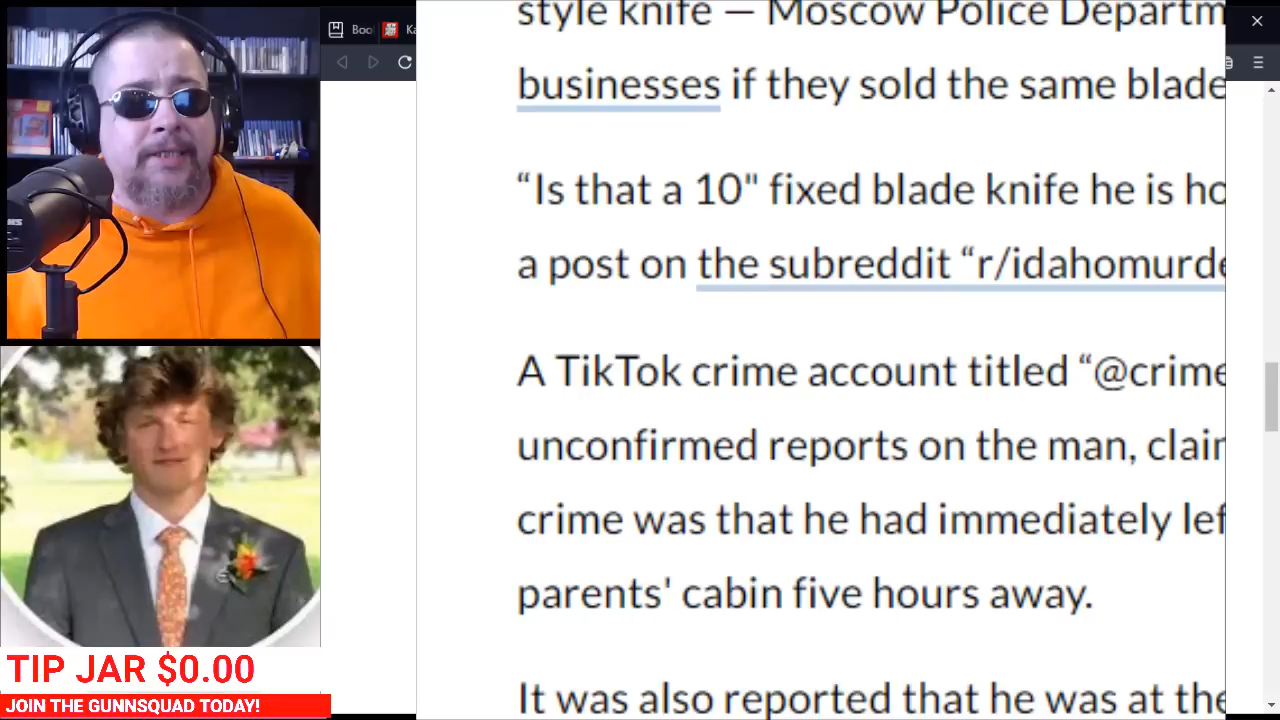 Boo
Ka
style knife — Moscow Police Departm
businesses if they sold the same blade
“Is that a 10" fixed blade knife he is ho
a post on the subreddit “r/idahomurde
A TikTok crime account titled “@crime
unconfirmed reports on the man, clair
crime was that he had immediately lef
parents' cabin five hours away.
It was also reported that he was at the
TIP JAR $0.00
JOIN THE GUNNSQUAD TODAY!